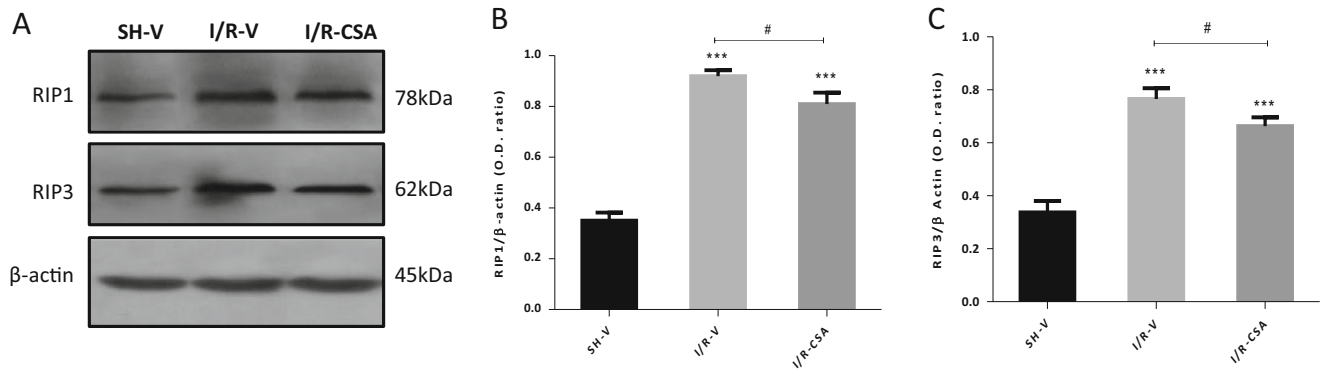 A
SH-V I/R-V I/R-CSA
RIP1 78kDa
RIP3 62kDa
β-actin 45kDa
B
RIP1/β-actin (O.D. ratio)
1.0
0.8
0.6
0.4
0.2
0.0
#
***
***
SH-V
I/R-V
I/R-CSA
C
RIP3/β Actin (O.D. ratio)
1.0
0.8
0.6
0.4
0.2
0.0
#
***
***
SH-V
I/R-V
I/R-CSA